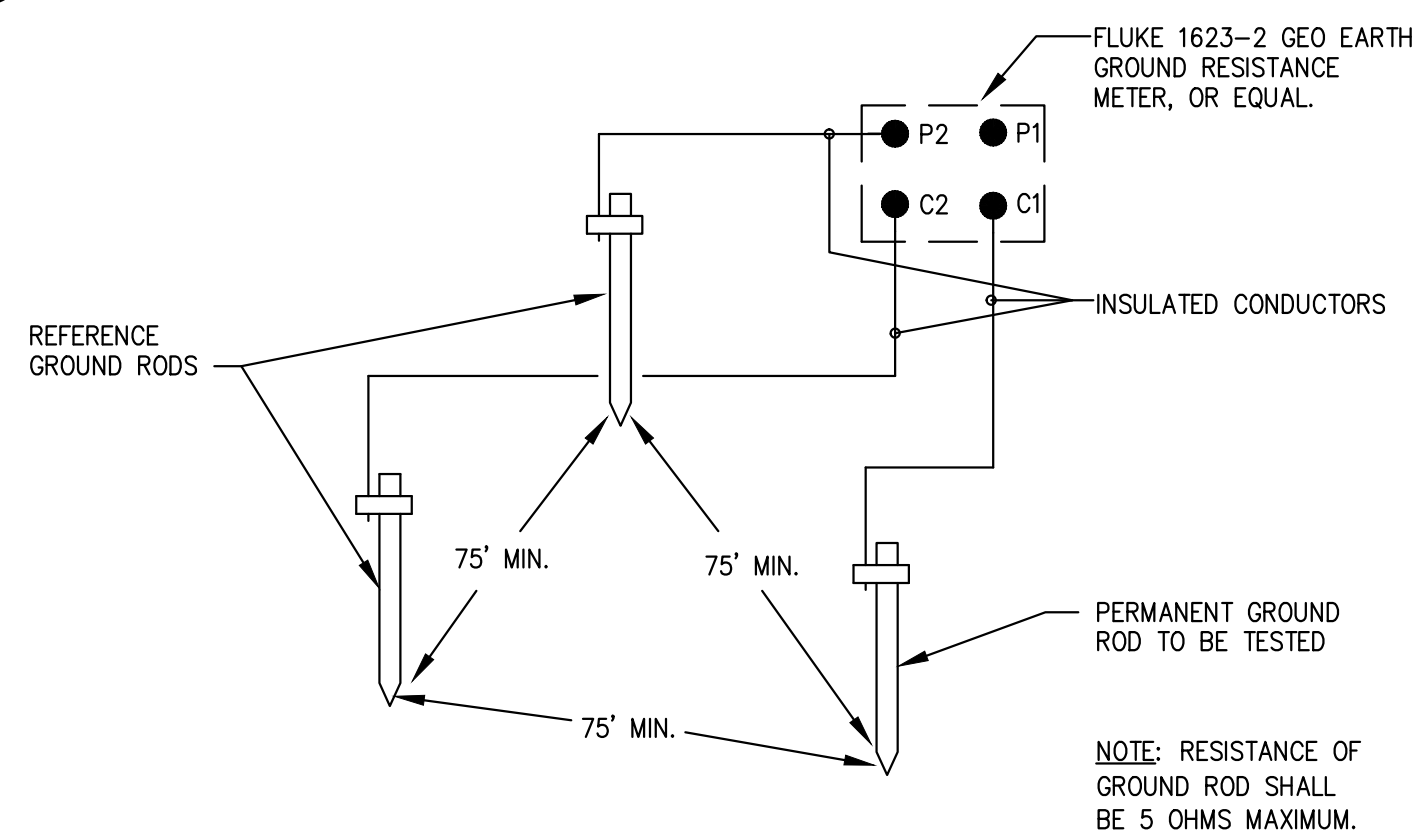 FLUKE 1623-2 GEO EARTH
GROUND RESISTANCE
METER, OR EQUAL.
P2
P1
C2
C1
INSULATED CONDUCTORS
REFERENCE
GROUND RODS
75' MIN.
75' MIN.
PERMANENT GROUND
ROD TO BE TESTED
75' MIN.
NOTE: RESISTANCE OF
GROUND ROD SHALL
BE 5 OHMS MAXIMUM.